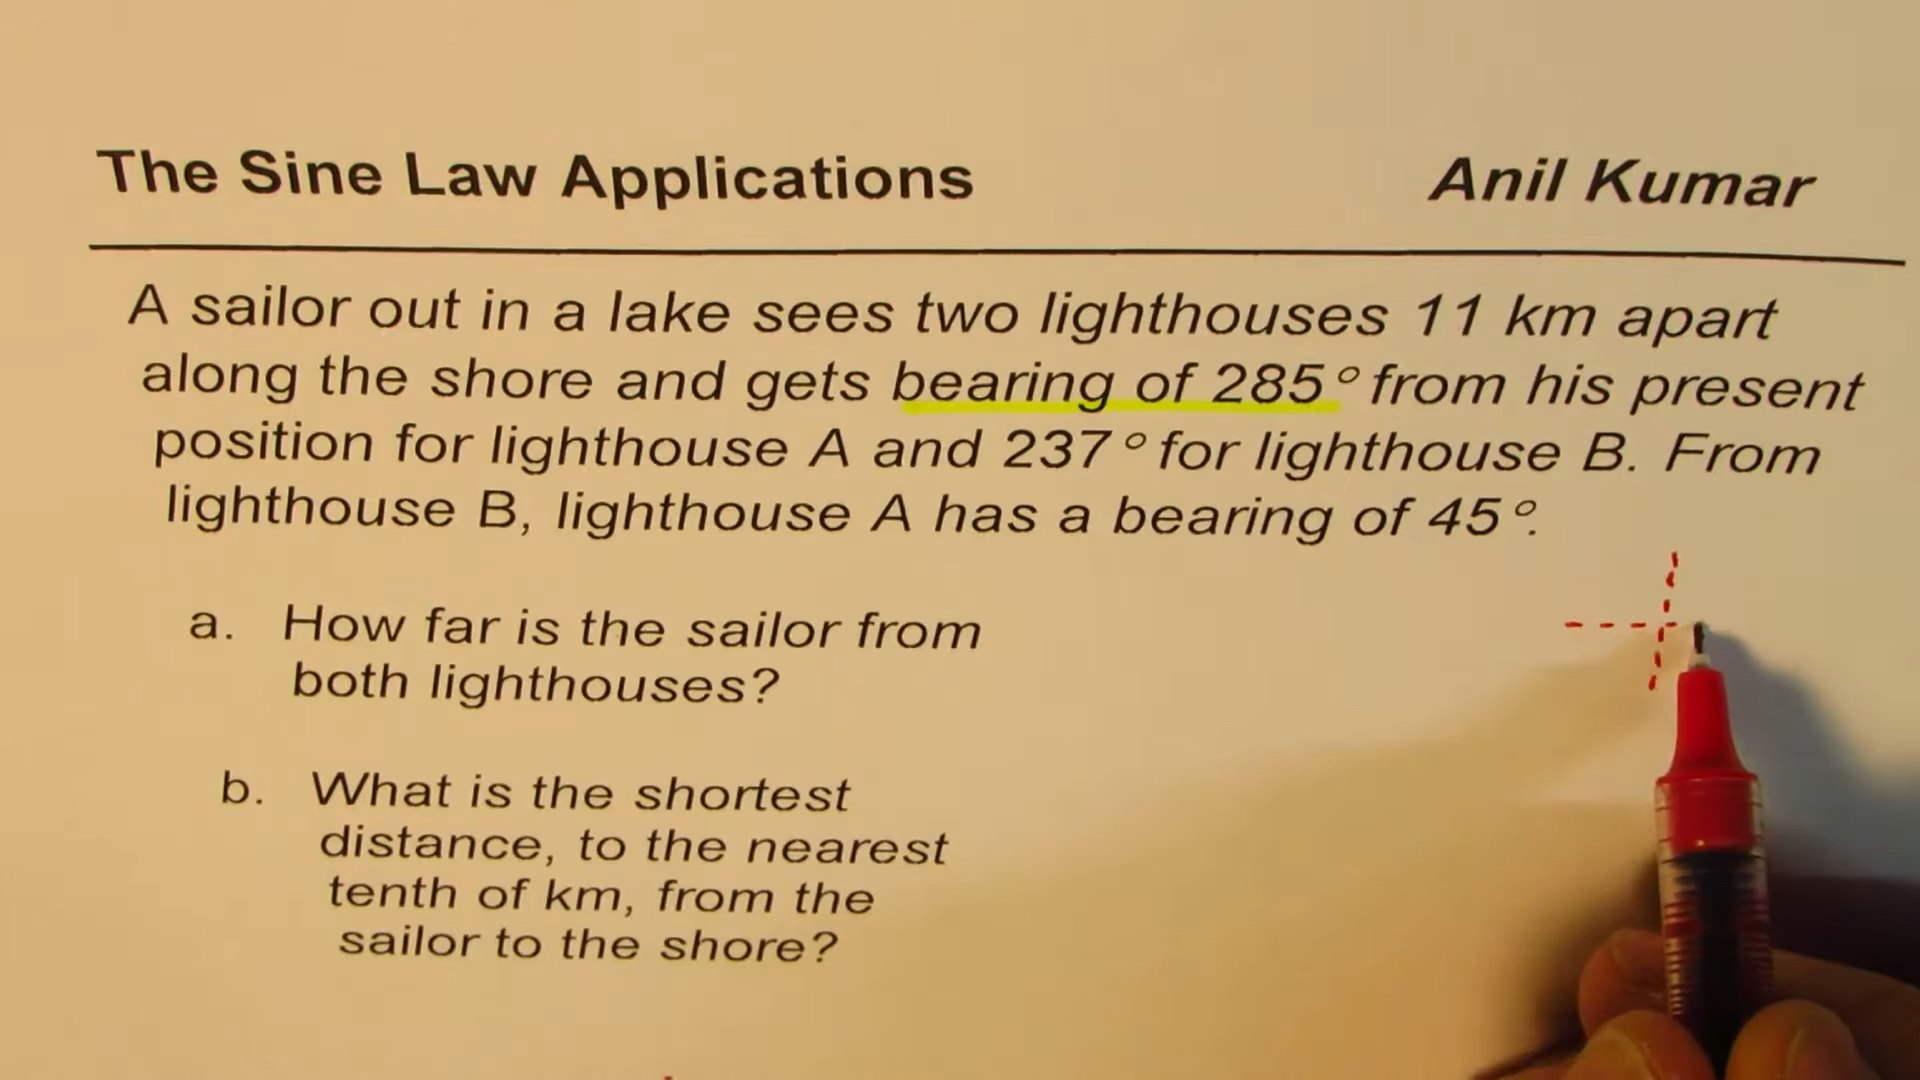 The Sine Law Applications Anil Kumar
A sailor out in a lake sees two lighthouses 11 km apart
along the shore and gets bearing of 285° from his present
position for lighthouse A and 237° for lighthouse B. From
lighthouse B, lighthouse A has a bearing of 45°.
a. How far is the sailor from
both lighthouses?
b. What is the shortest
distance, to the nearest
tenth of km, from the
sailor to the shore?